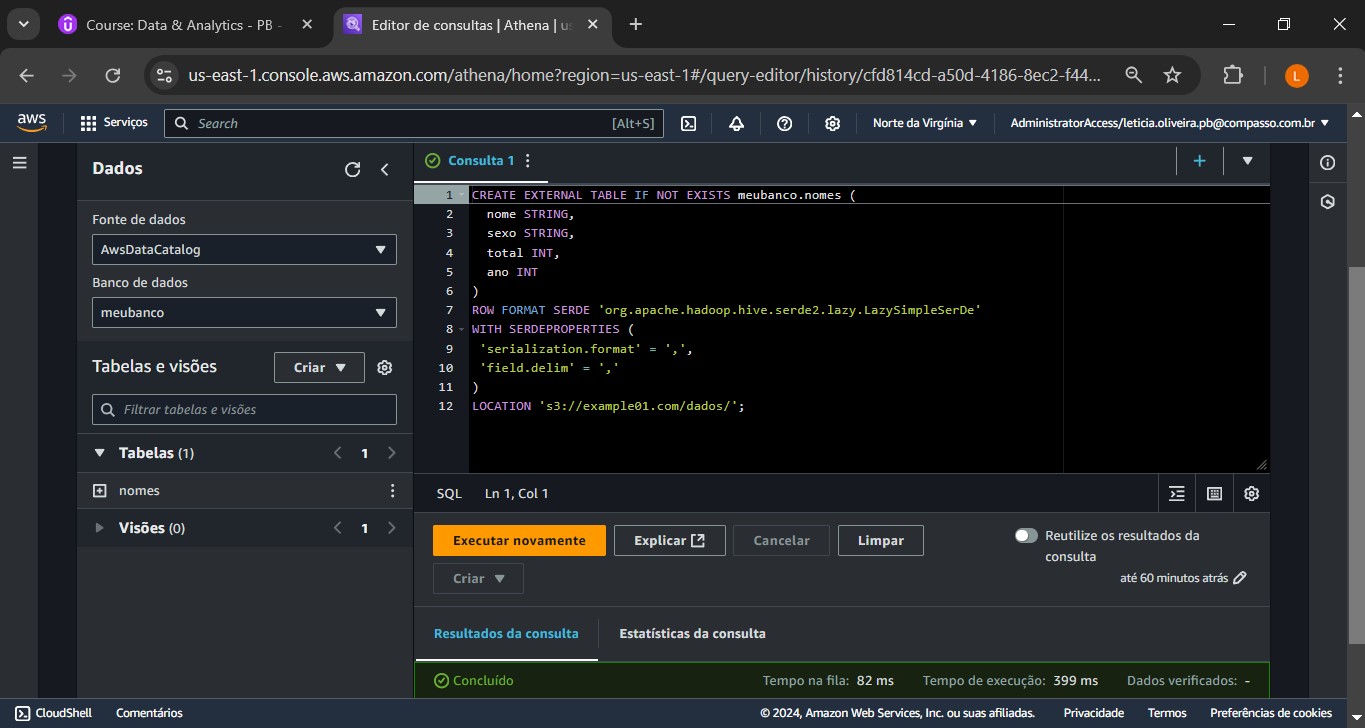 Course: Data & Analytics - PB -
Editor de consultas | Athena | us
us-east-1.console.aws.amazon.com/athena/home?region=us-east-1#/query-editor/history/cfd814cd-a50d-4186-8ec2-f44...
L
aws
Serviços
Search
[Alt+S]
Norte da Virgínia
AdministratorAccess/leticia.oliveira.pb@compasso.com.br
Dados
Fonte de dados
AwsDataCatalog
Banco de dados
meubanco
Tabelas e visões
Criar
Filtrar tabelas e visões
Tabelas (1)
1
nomes
Visões (0)
1
Consulta 1
1 CREATE EXTERNAL TABLE IF NOT EXISTS meubanco.nomes (
2 nome STRING,
3 sexo STRING,
4 total INT,
5 ano INT
6 )
7 ROW FORMAT SERDE 'org.apache.hadoop.hive.serde2.lazy.LazySimpleSerDe'
8 WITH SERDEPROPERTIES (
9 'serialization.format' = ',',
10 'field.delim' = ','
11 )
12 LOCATION 's3://example01.com/dados/';
SQL Ln 1, Col 1
Executar novamente
Explicar
Cancelar
Limpar
Reutilize os resultados da
consulta
até 60 minutos atrás
Criar
Resultados da consulta
Estatísticas da consulta
Concluído
Tempo na fila: 82 ms
Tempo de execução: 399 ms
Dados verificados: -
CloudShell
Comentários
© 2024, Amazon Web Services, Inc. ou suas afiliadas.
Privacidade
Termos
Preferências de cookies